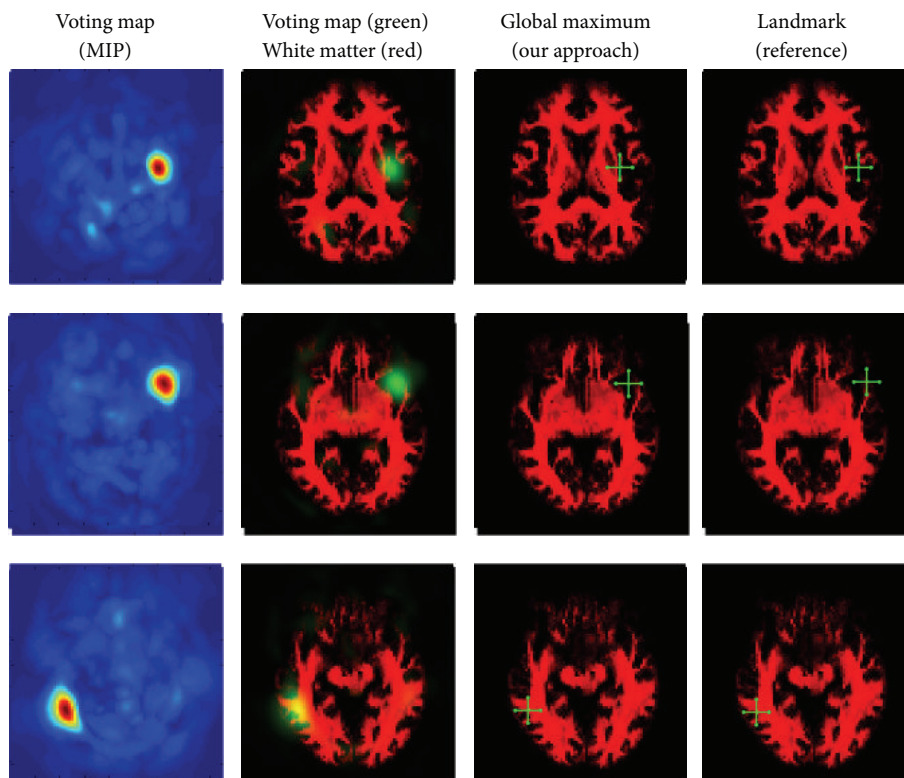 Voting map
(MIP)
Voting map (green)
White matter (red)
Global maximum
(our approach)
Landmark
(reference)